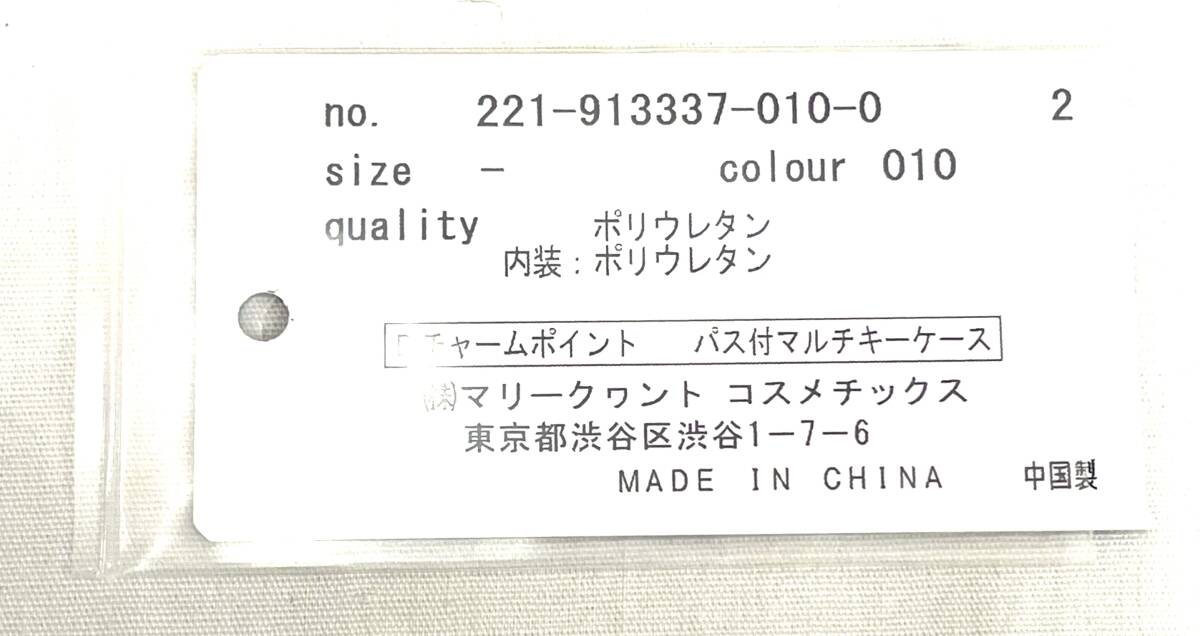 no. 221-913337-010-0 2
size - colour 010
quality ポリウレタン
内装：ポリウレタン
チャームポイント パス付マルチキーケース
㈱マリークヮント コスメチックス
東京都渋谷区渋谷1-7-6
MADE IN CHINA 中国製